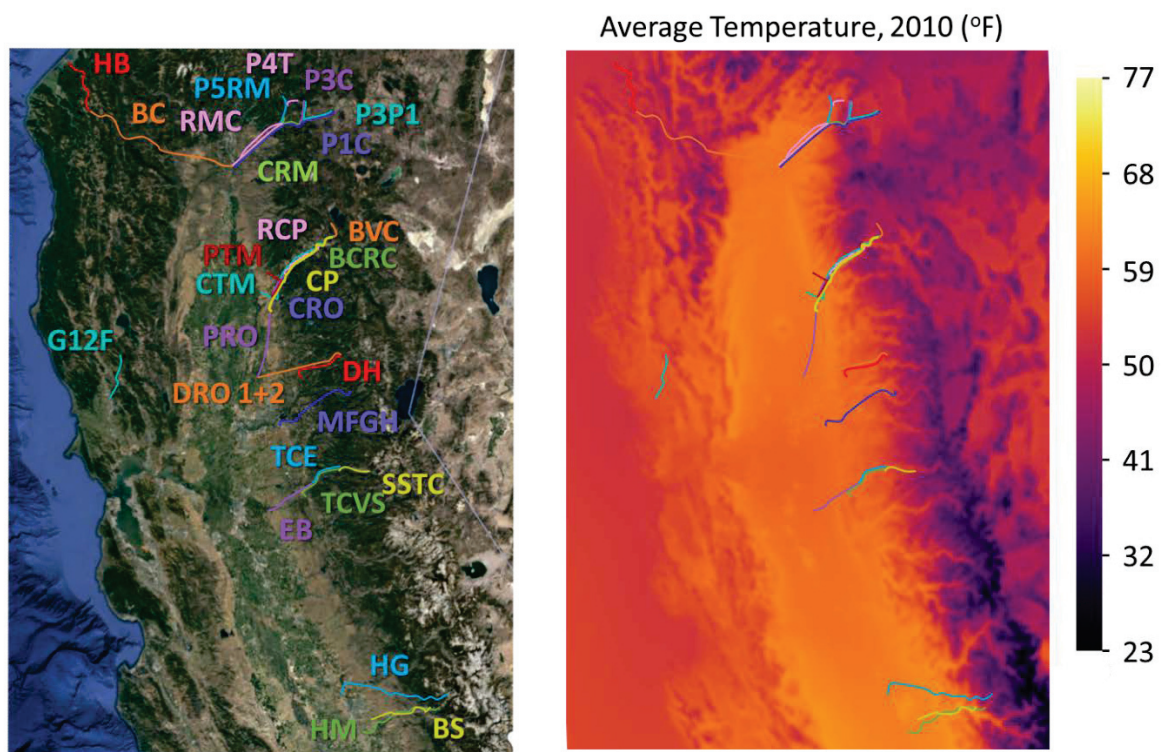 Average Temperature, 2010 (°F)
HB
P4T
P5RM
P3C
BC
RMC
P3P1
P1C
CRM
RCP
BVC
PTM
BCRC
CTM
CP
CRO
PRO
G12F
DRO 1+2
DH
MFGH
TCE
SSTC
TCVS
EB
HG
HM
BS
77
68
59
50
41
32
23